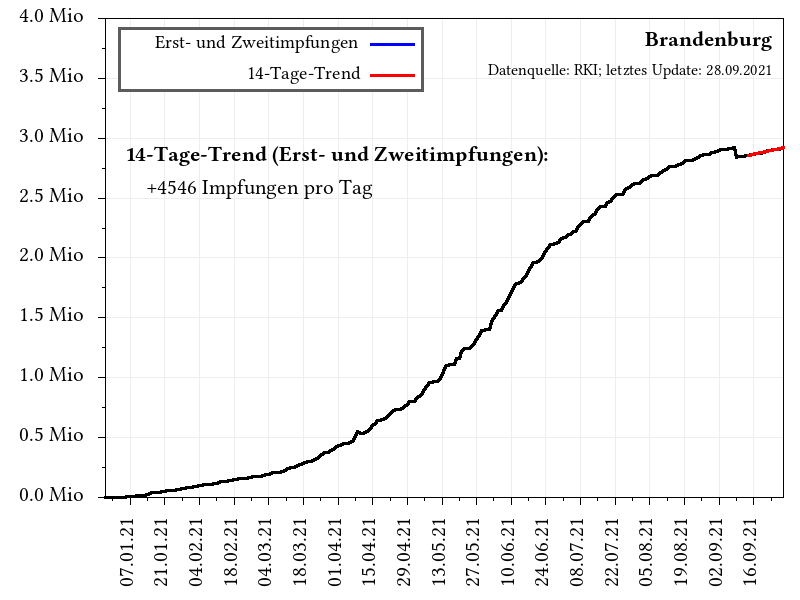 4.0 Mio
3.5 Mio
3.0 Mio
2.5 Mio
2.0 Mio
1.5 Mio
1.0 Mio
0.5 Mio
0.0 Mio
Erst- und Zweitimpfungen
14-Tage-Trend
Brandenburg
Datenquelle: RKI; letztes Update: 28.09.2021
14-Tage-Trend (Erst- und Zweitimpfungen):
+4546 Impfungen pro Tag
07.01.21
21.01.21
04.02.21
18.02.21
04.03.21
18.03.21
01.04.21
15.04.21
29.04.21
13.05.21
27.05.21
10.06.21
24.06.21
08.07.21
22.07.21
05.08.21
19.08.21
02.09.21
16.09.21